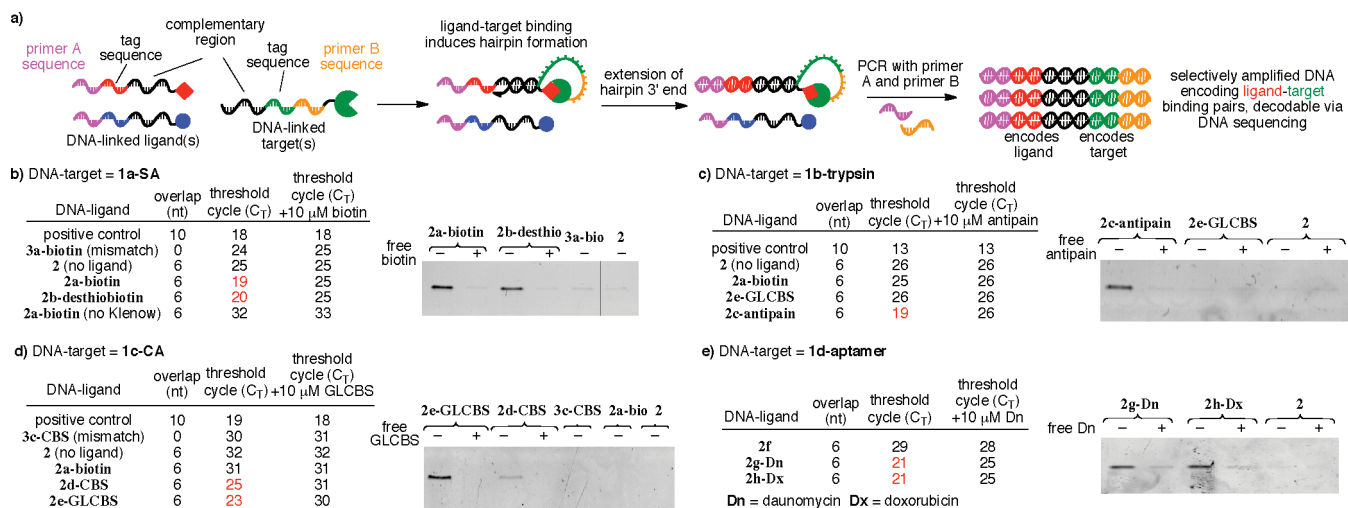 a)
primer A
sequence
tag
sequence
complementary
region
tag
sequence
primer B
sequence
DNA-linked ligand(s)
DNA-linked
target(s)
ligand-target binding
induces hairpin formation
extension of
hairpin 3' end
PCR with primer
A and primer B
encodes
ligand
encodes
target
selectively amplified DNA
encoding ligand-target
binding pairs, decodable via
DNA sequencing
b) DNA-target = 1a-SA
DNA-ligand overlap (nt) threshold cycle (CT) threshold cycle (CT) +10 μM biotin
positive control 10 18 18
3a-biotin (mismatch) 0 24 25
2 (no ligand) 6 25 25
2a-biotin 6 19 25
2b-desthiobiotin 6 20 25
2a-biotin (no Klenow) 6 32 33
2a-biotin 2b-desthio 3a-bio 2
free
biotin
– + – + – –
c) DNA-target = 1b-trypsin
DNA-ligand overlap (nt) threshold cycle (CT) threshold cycle (CT) +10 μM antipain
positive control 10 13 13
2 (no ligand) 6 26 26
2a-biotin 6 25 26
2e-GLCBS 6 26 26
2c-antipain 6 19 26
2c-antipain 2e-GLCBS 2
free
antipain
– + – + – +
d) DNA-target = 1c-CA
DNA-ligand overlap (nt) threshold cycle (CT) threshold cycle (CT) +10 μM GLCBS
positive control 10 19 18
3c-CBS (mismatch) 0 30 31
2 (no ligand) 6 32 32
2a-biotin 6 31 31
2d-CBS 6 25 31
2e-GLCBS 6 23 30
2e-GLCBS 2d-CBS 3c-CBS 2a-bio 2
free
GLCBS
– + – + – – –
e) DNA-target = 1d-aptamer
DNA-ligand overlap (nt) threshold cycle (CT) threshold cycle (CT) +10 μM Dn
2f 6 29 28
2g-Dn 6 21 25
2h-Dx 6 21 25
Dn = daunomycin Dx = doxorubicin
2g-Dn 2h-Dx 2
free Dn
– + – + – +